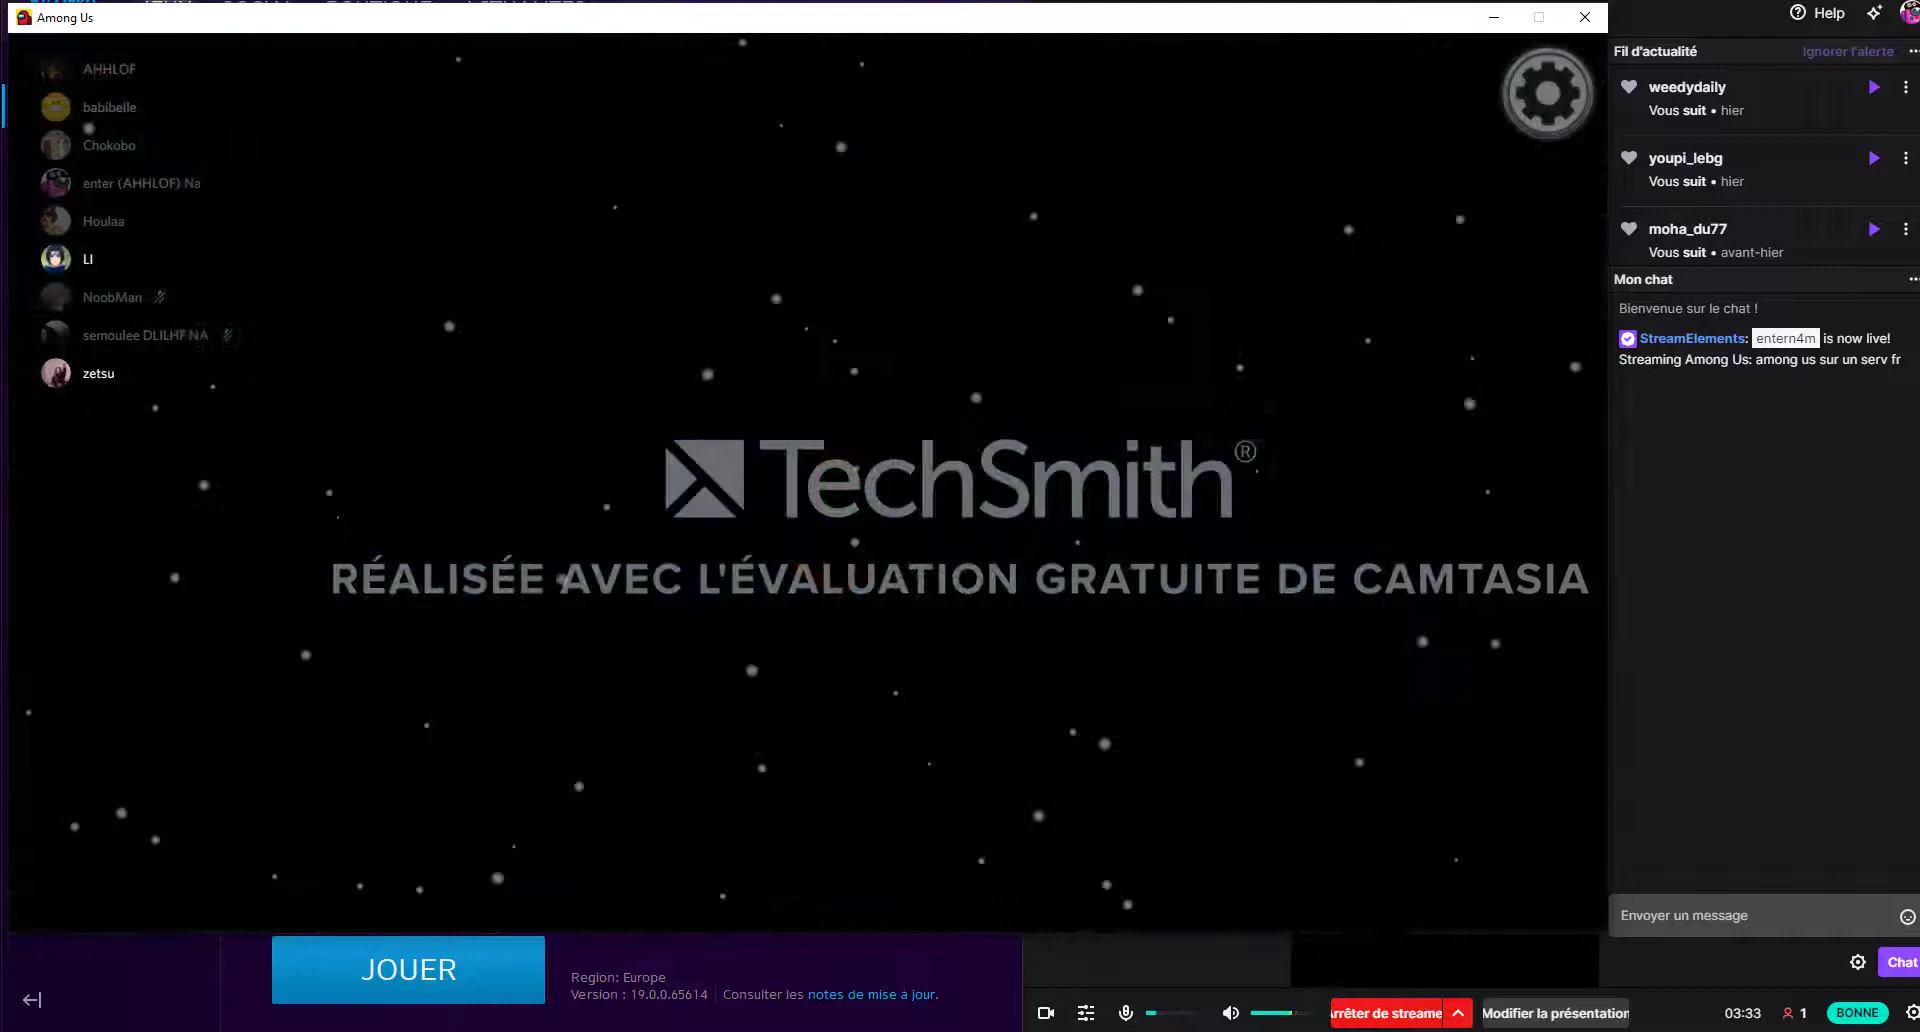 Among Us
Help
AHHLOF
babibelle
Chokobo
enter (AHHLOF) Na
Houlaa
LI
NoobMan
semoulee DLILHF NA
zetsu
TechSmith®
RÉALISÉE AVEC L'ÉVALUATION GRATUITE DE CAMTASIA
Fil d'actualité
Ignorer l'alerte
weedydaily
Vous suit • hier
youpi_lebg
Vous suit • hier
moha_du77
Vous suit • avant-hier
Mon chat
Bienvenue sur le chat !
StreamElements: entern4m is now live!
Streaming Among Us: among us sur un serv fr
Envoyer un message
Chat
JOUER
Region: Europe
Version : 19.0.0.65614 | Consulter les notes de mise à jour.
rrêter de streame
Modifier la présentation
03:33
1
BONNE